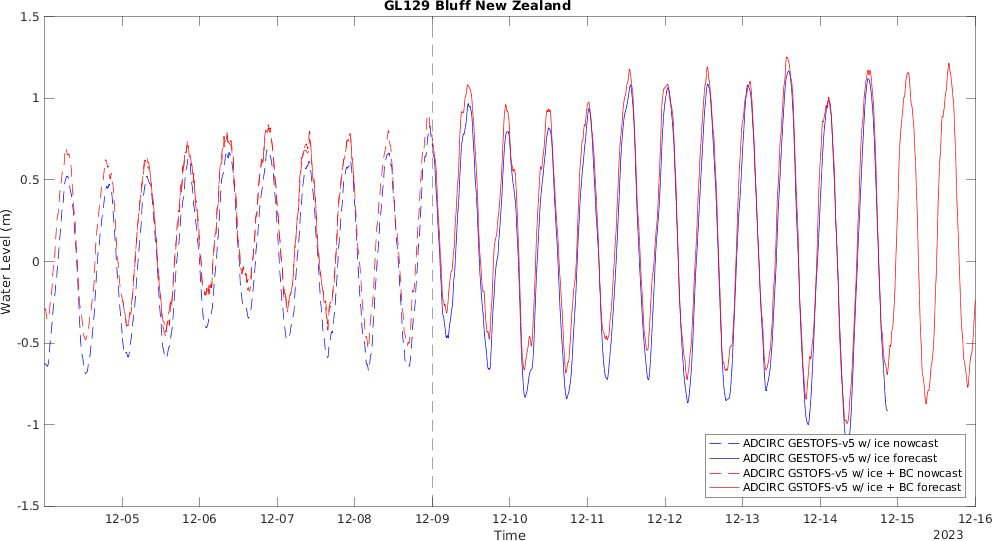 GL129 Bluff New Zealand
1.5
1
0.5
0
-0.5
-1
-1.5
Water Level (m)
ADCIRC GESTOFS-v5 w/ ice nowcast
ADCIRC GESTOFS-v5 w/ ice forecast
ADCIRC GSTOFS-v5 w/ ice + BC nowcast
ADCIRC GSTOFS-v5 w/ ice + BC forecast
12-05 12-06 12-07 12-08 12-09 12-10 12-11 12-12 12-13 12-14 12-15 12-16
Time
2023